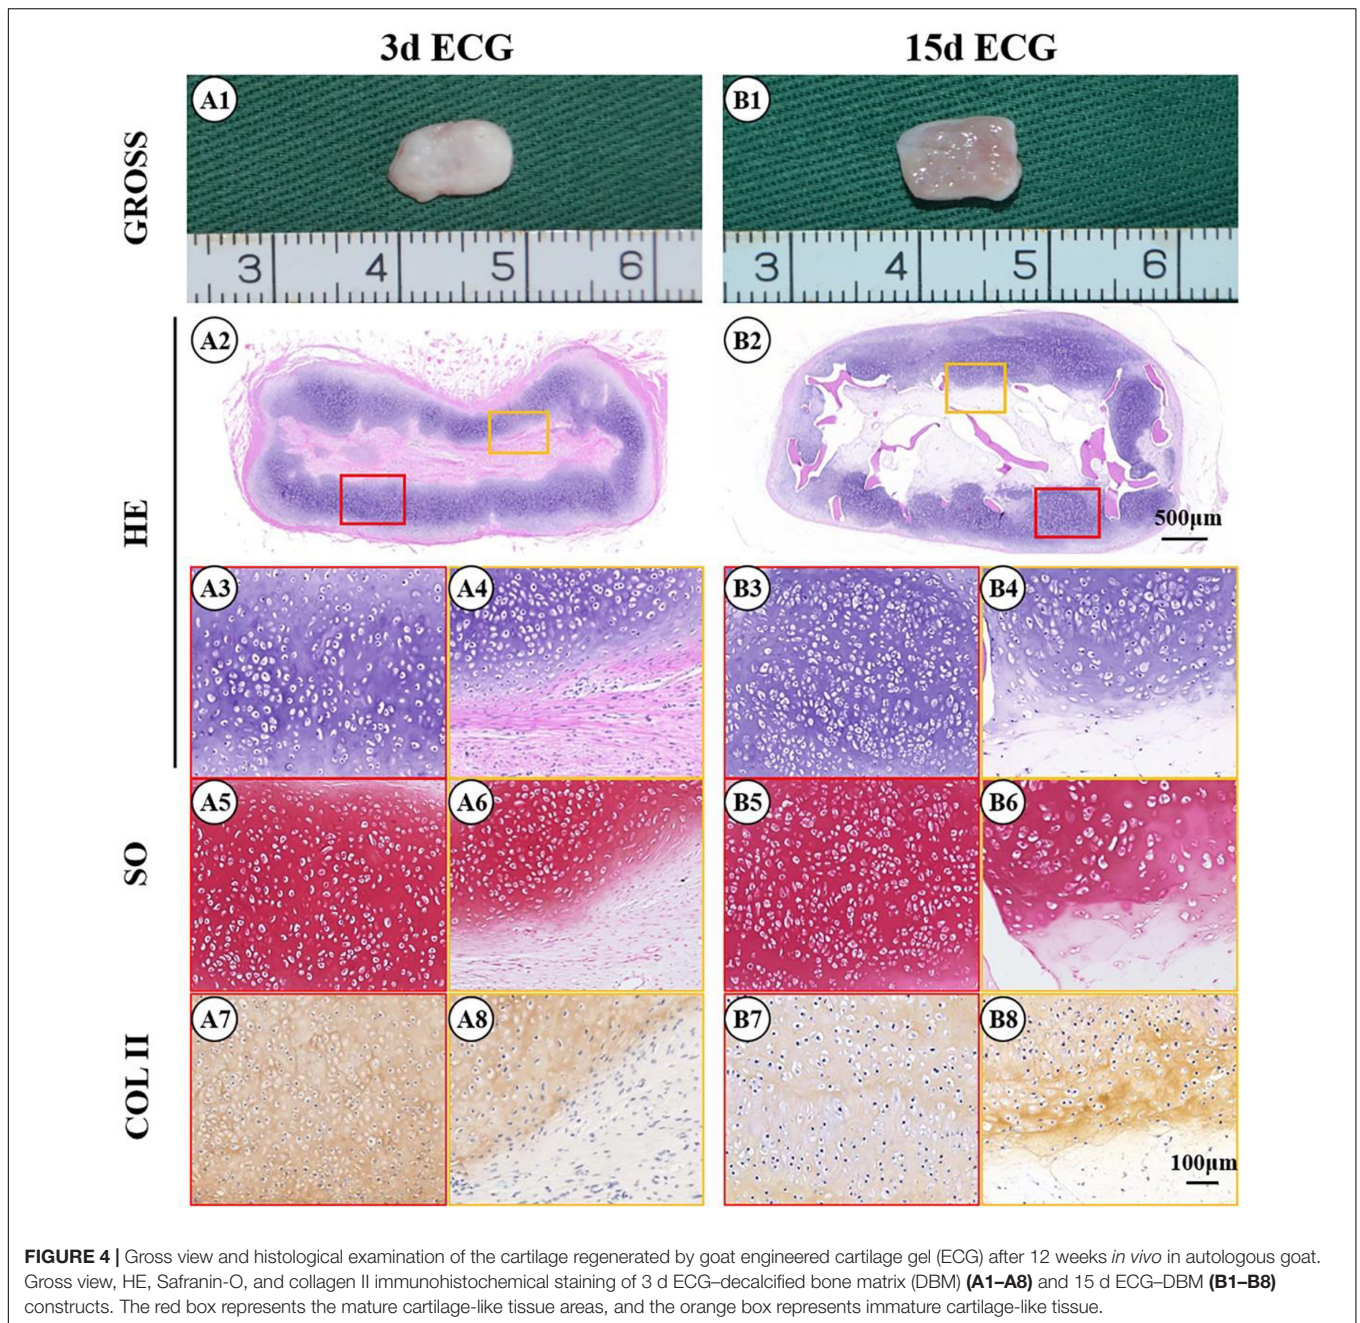 3d ECG 15d ECG
GROSS
A1 B1
3 4 5 6 3 4 5 6
HE
A2 B2
500μm
A3 A4 B3 B4
SO
A5 A6 B5 B6
COL II
A7 A8 B7 B8
100μm
FIGURE 4 | Gross view and histological examination of the cartilage regenerated by goat engineered cartilage gel (ECG) after 12 weeks in vivo in autologous goat.
Gross view, HE, Safranin-O, and collagen II immunohistochemical staining of 3 d ECG–decalcified bone matrix (DBM) (A1–A8) and 15 d ECG–DBM (B1–B8)
constructs. The red box represents the mature cartilage-like tissue areas, and the orange box represents immature cartilage-like tissue.